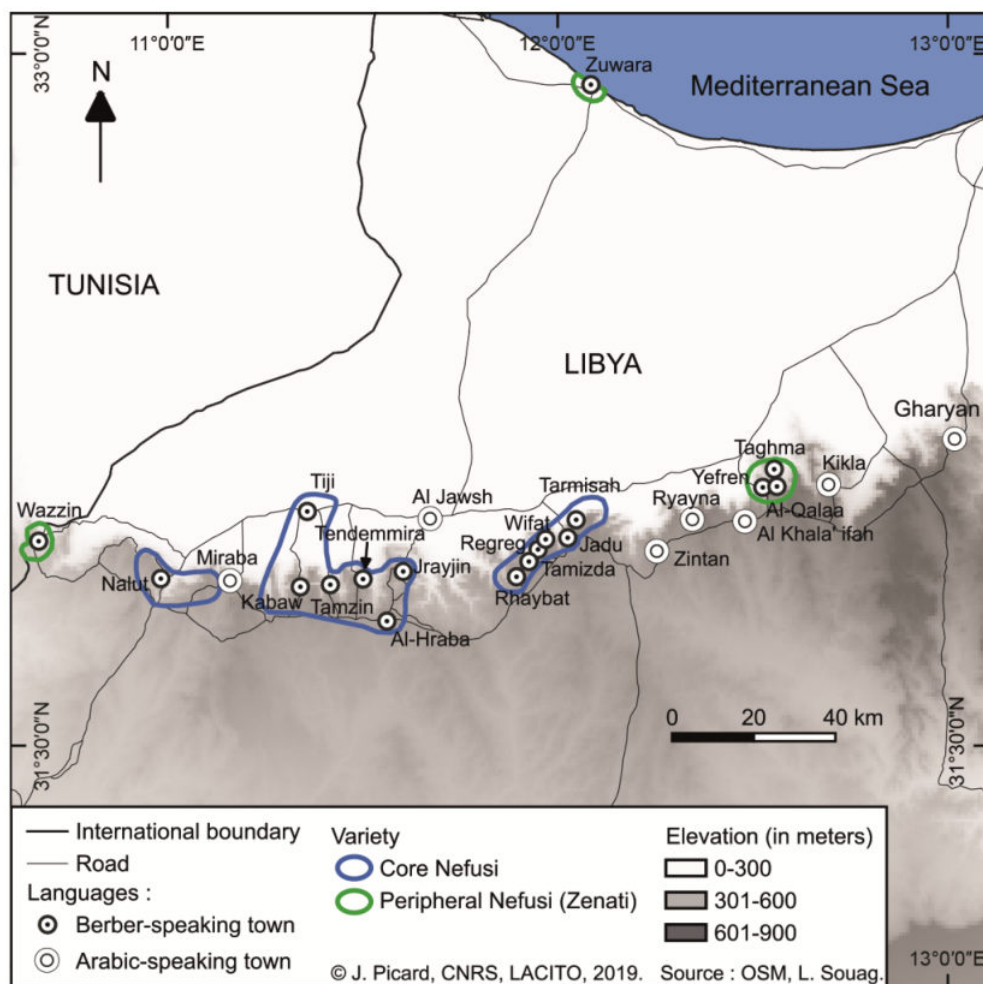 11°0'0"E
12°0'0"E
13°0'0"E
33°0'0"N
N
Zuwara
Mediterranean Sea
TUNISIA
LIBYA
Gharyan
Taghma
Kikla
Yefren
Tiji
Al Jawsh
Tarmisah
Ryayna
Al-Qalaa
Wazzin
Wifat
Al Khala`ifah
Tendemmira
Regreg
Jadu
Zintan
Miraba
Jrayjin
Tamizda
Nalut
Kabaw
Tamzin
Rhaybat
Al-Hraba
0 20 40 km
31°30'0"N
31°30'0"N
International boundary
Road
Languages :
Berber-speaking town
Arabic-speaking town
Variety
Core Nefusi
Peripheral Nefusi (Zenati)
Elevation (in meters)
0-300
301-600
601-900
13°0'0"E
© J. Picard, CNRS, LACITO, 2019. Source : OSM, L. Souag.